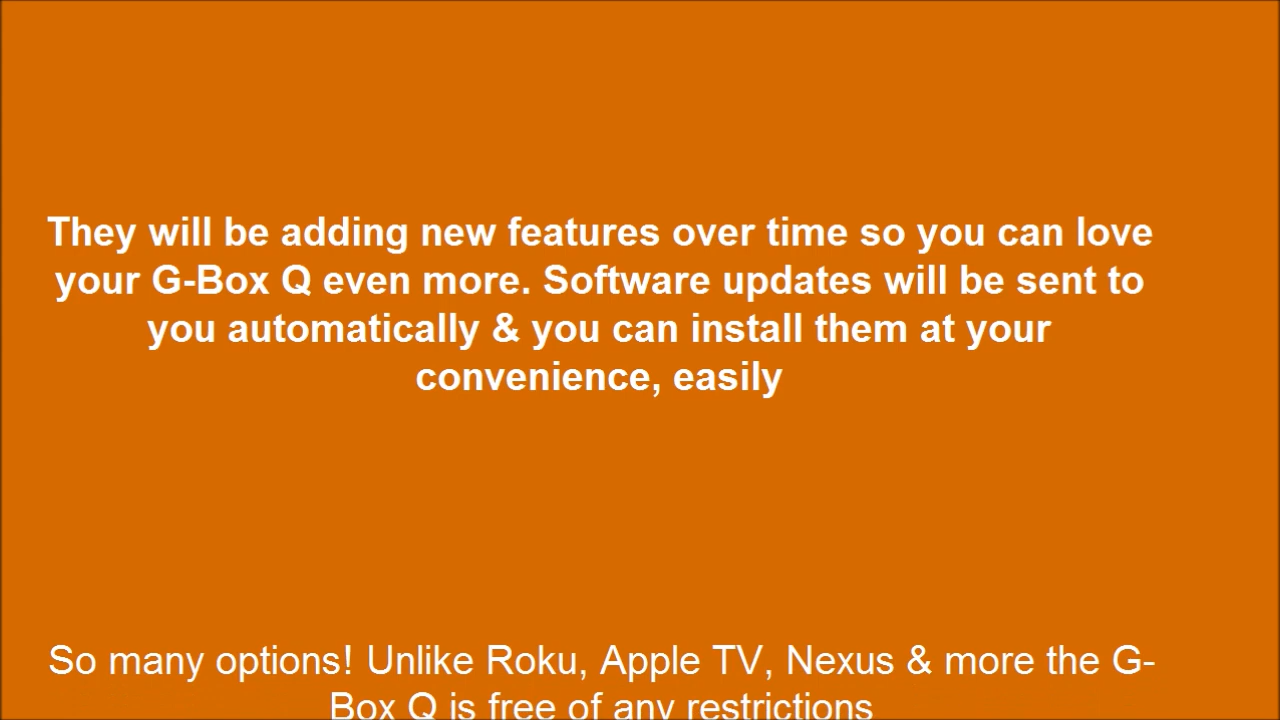 They will be adding new features over time so you can love
your G-Box Q even more. Software updates will be sent to
you automatically & you can install them at your
convenience, easily
So many options! Unlike Roku, Apple TV, Nexus & more the G-
Box Q is free of any restrictions